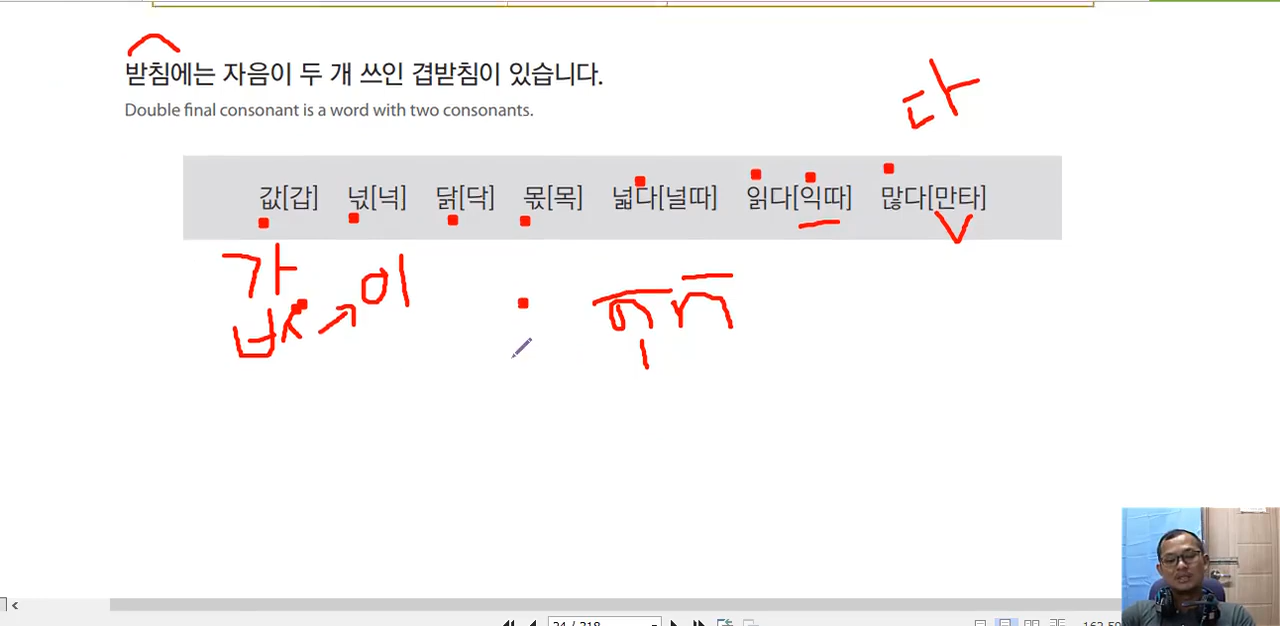 받침에는 자음이 두 개 쓰인 겹받침이 있습니다.
Double final consonant is a word with two consonants.
다
값[갑] 넋[넉] 닭[닥] 몫[목] 넓다[널따] 읽다[익따] 많다[만타]
가 이
ㅂㅅ